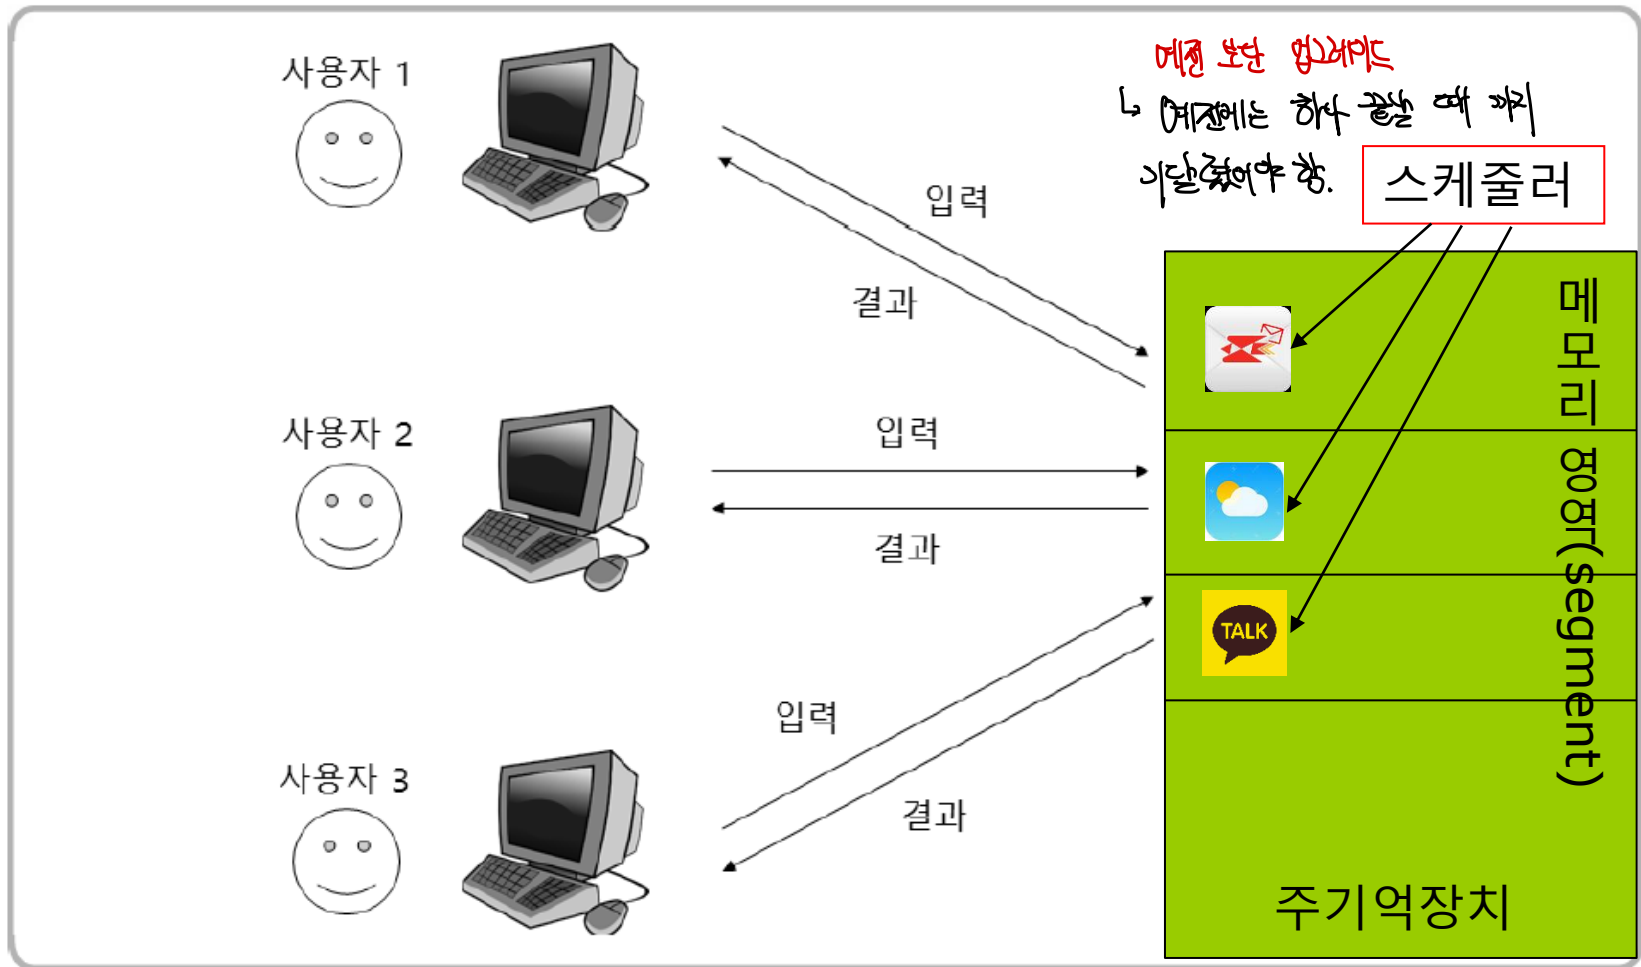 예전 보단 업그레이드
↳ 예전에는 하나 끝날 때 까지
기달렸어야 함.
스케줄러
사용자 1
입력
결과
사용자 2
입력
결과
사용자 3
입력
결과
메모리 영역(segment)
TALK
주기억장치